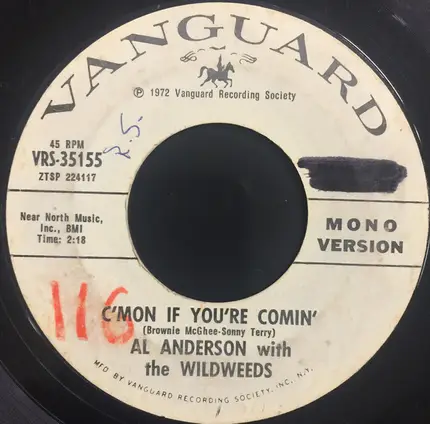 VANGUARD
℗ 1972 Vanguard Recording Society
45 RPM
VRS-35155
ZTSP 224117
Near North Music,
Inc., BMI
Time: 2:18
MONO
VERSION
116
C'MON IF YOU'RE COMIN'
(Brownie McGhee-Sonny Terry)
AL ANDERSON with
the WILDWEEDS
MFD BY VANGUARD RECORDING SOCIETY, INC. N.Y.